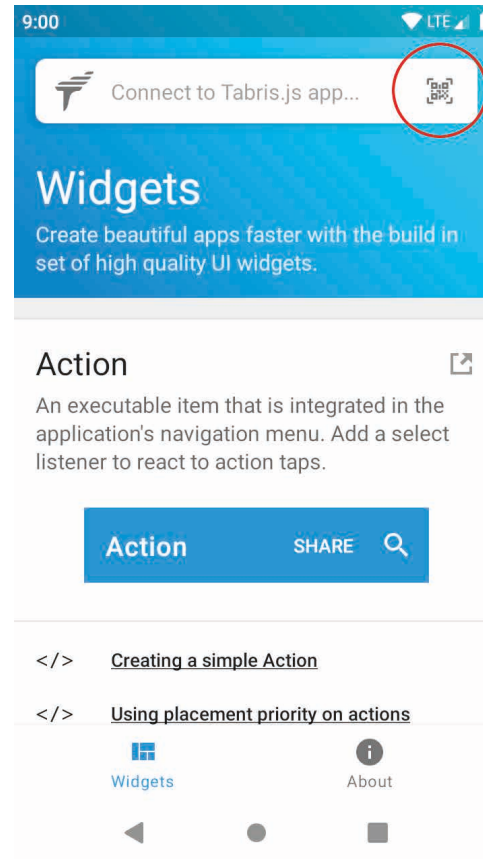 9:00 LTE
Connect to Tabris.js app...
Widgets
Create beautiful apps faster with the build in
set of high quality UI widgets.
Action
An executable item that is integrated in the
application's navigation menu. Add a select
listener to react to action taps.
Action SHARE
</> Creating a simple Action
</> Using placement priority on actions
Widgets About